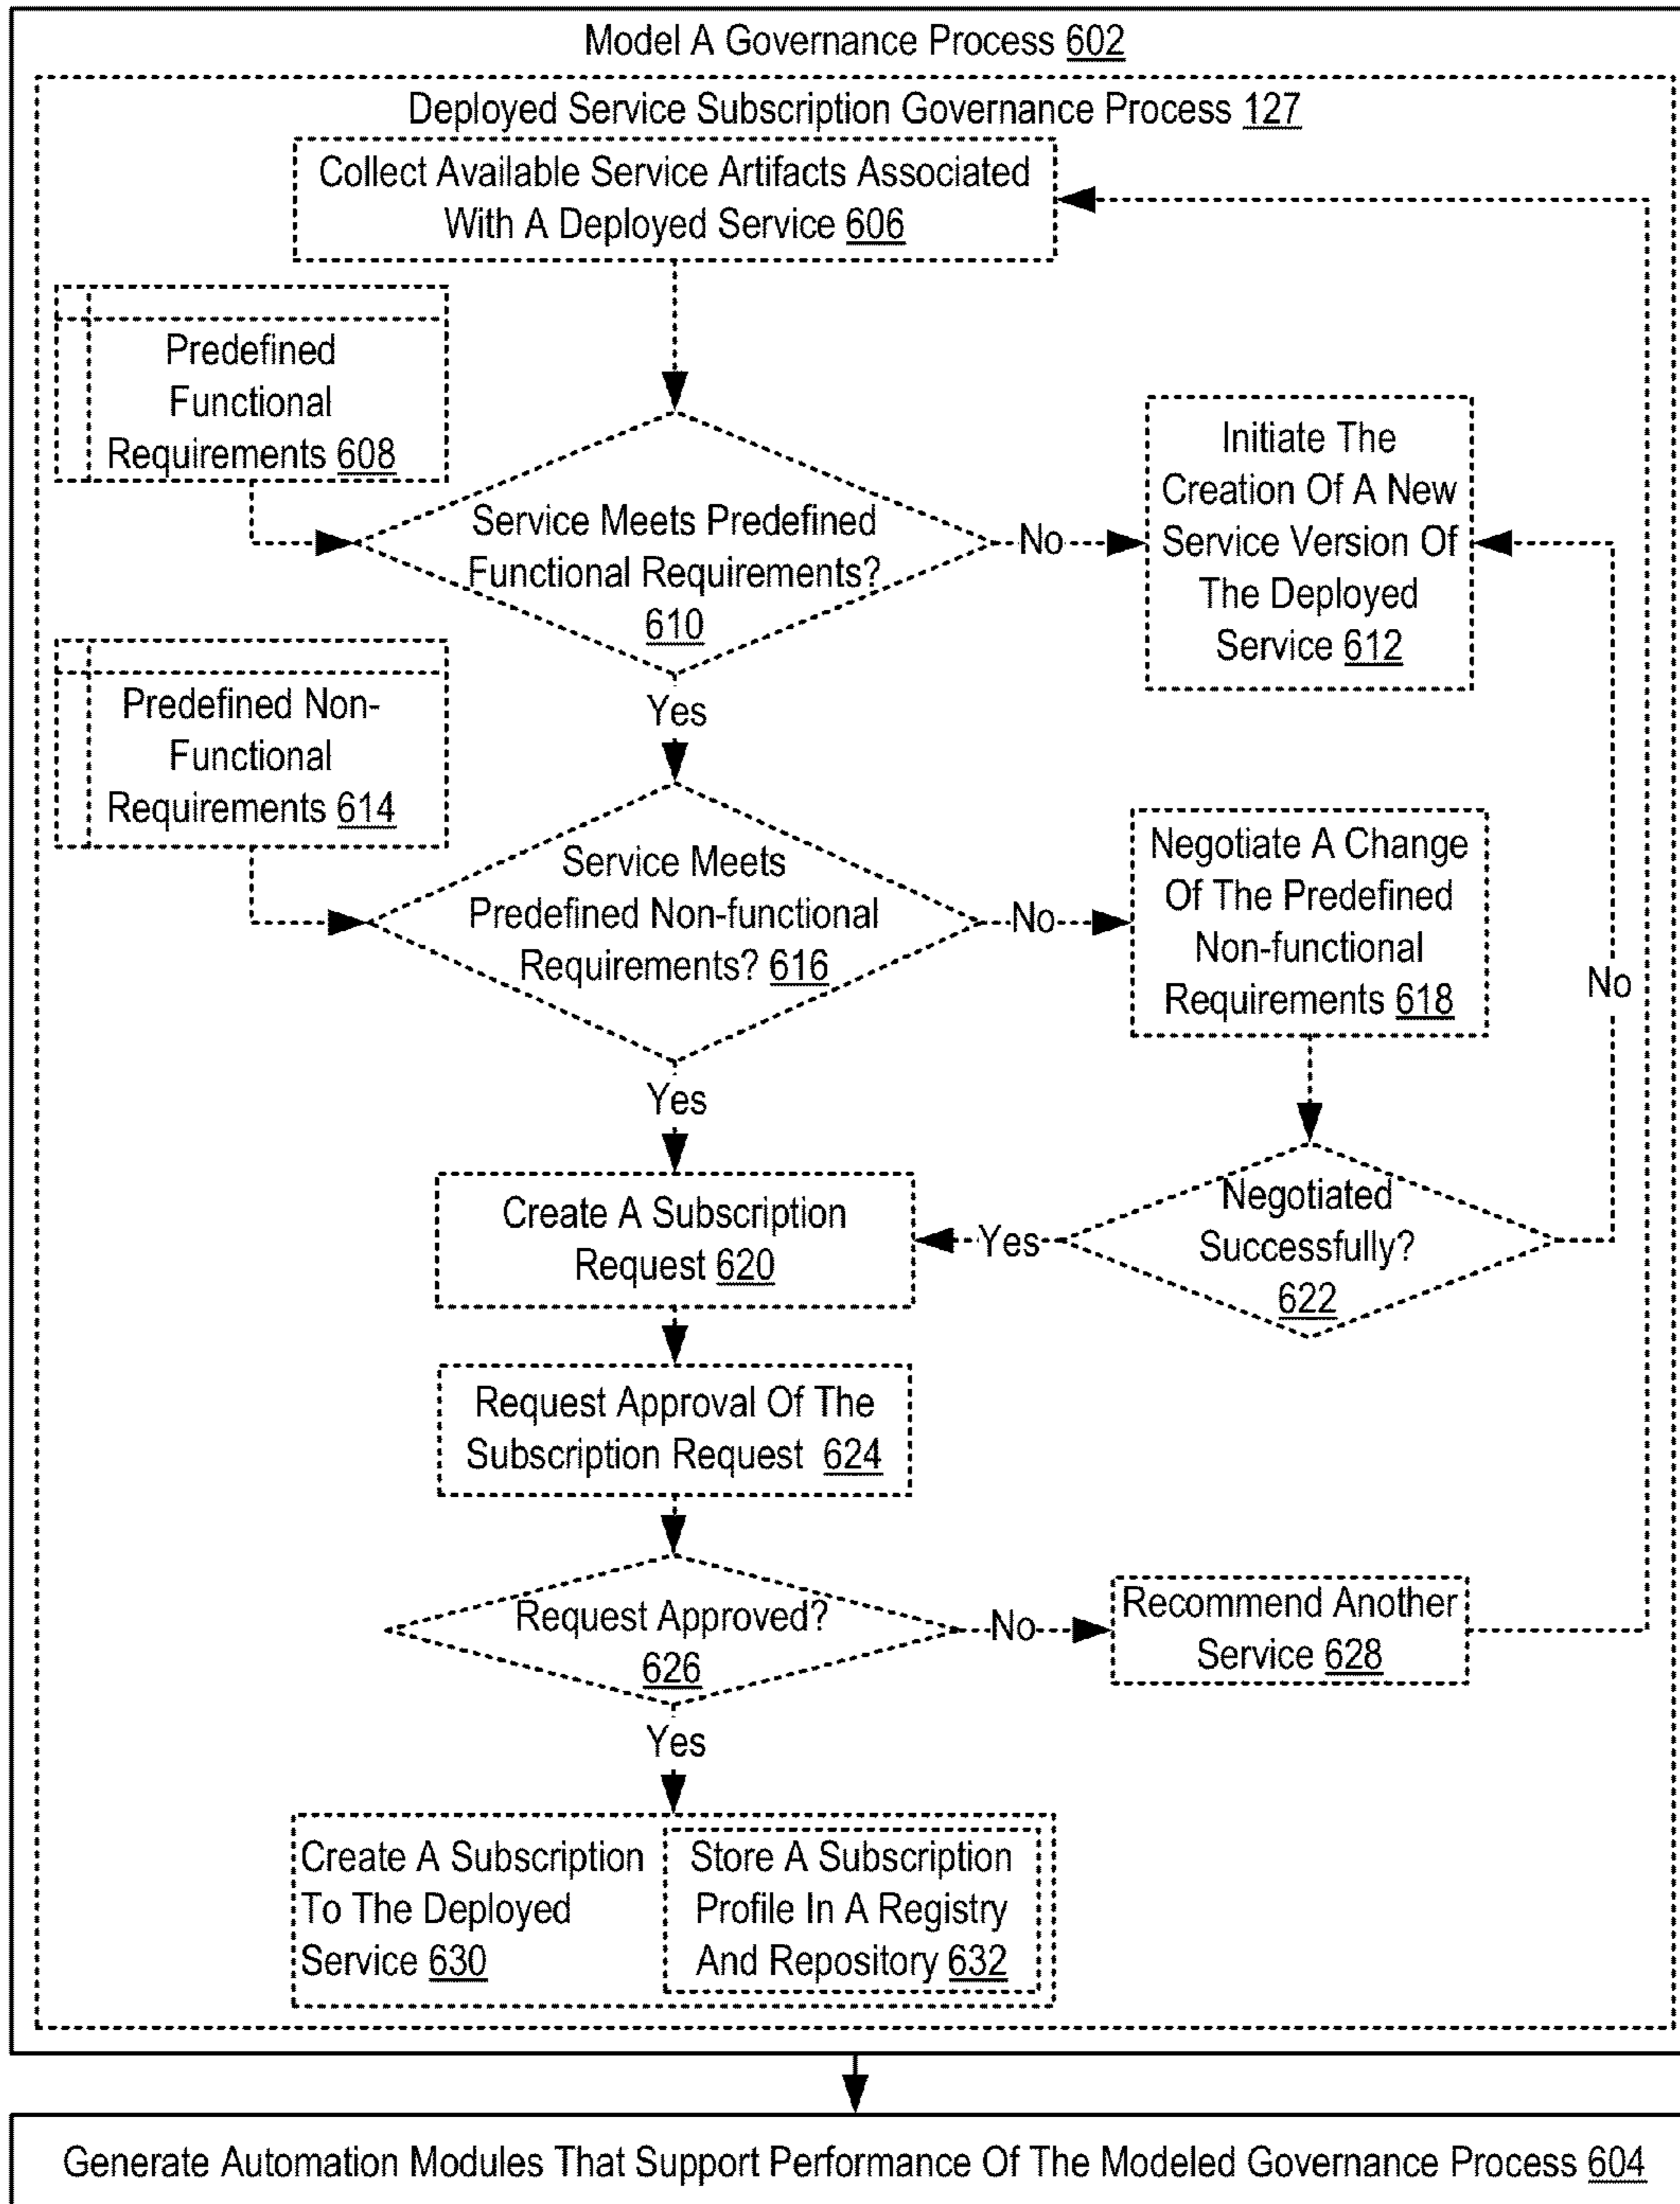 Model A Governance Process 602
Deployed Service Subscription Governance Process 127
Collect Available Service Artifacts Associated
With A Deployed Service 606
Predefined
Functional
Requirements 608
Service Meets Predefined
Functional Requirements?
610
No
Initiate The
Creation Of A New
Service Version Of
The Deployed
Service 612
Yes
Predefined Non-
Functional
Requirements 614
Service Meets
Predefined Non-functional
Requirements? 616
No
Negotiate A Change
Of The Predefined
Non-functional
Requirements 618
No
Yes
Create A Subscription
Request 620
Yes
Negotiated
Successfully?
622
Request Approval Of The
Subscription Request 624
Request Approved?
626
No
Recommend Another
Service 628
Yes
Create A Subscription
To The Deployed
Service 630
Store A Subscription
Profile In A Registry
And Repository 632
Generate Automation Modules That Support Performance Of The Modeled Governance Process 604